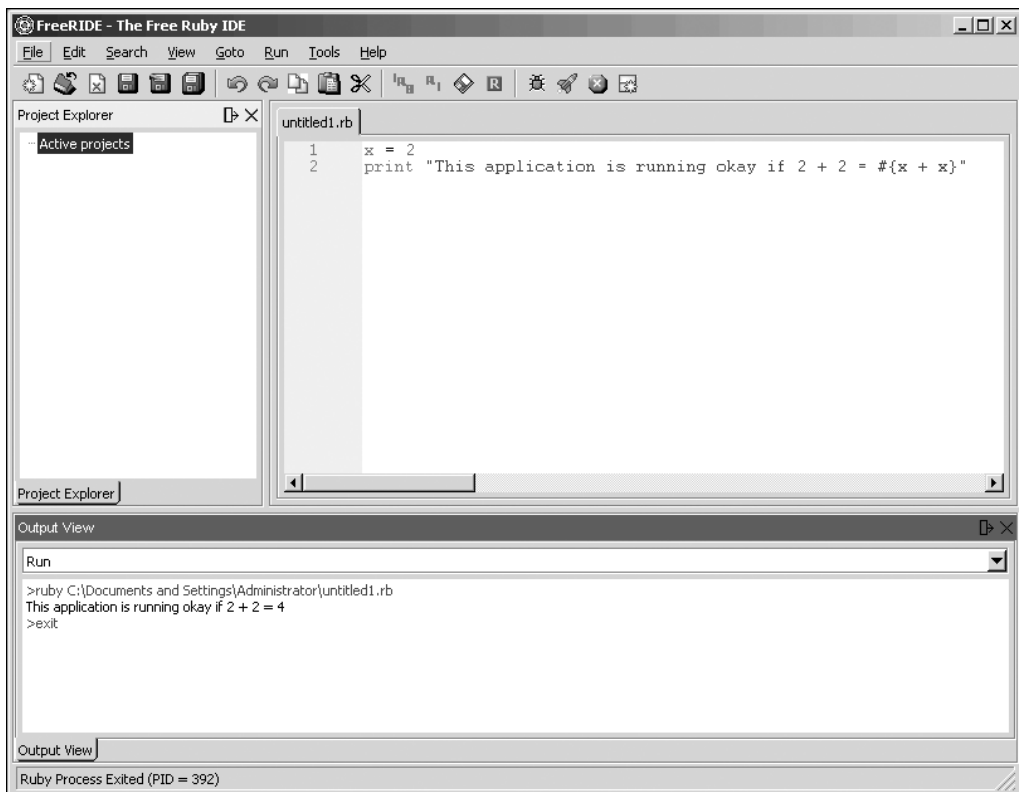 FreeRIDE - The Free Ruby IDE
File Edit Search View Goto Run Tools Help
Project Explorer
Active projects
Project Explorer
untitled1.rb
1 x = 2
2 print "This application is running okay if 2 + 2 = #{x + x}"
Output View
Run
>ruby C:\Documents and Settings\Administrator\untitled1.rb
This application is running okay if 2 + 2 = 4
>exit
Output View
Ruby Process Exited (PID = 392)